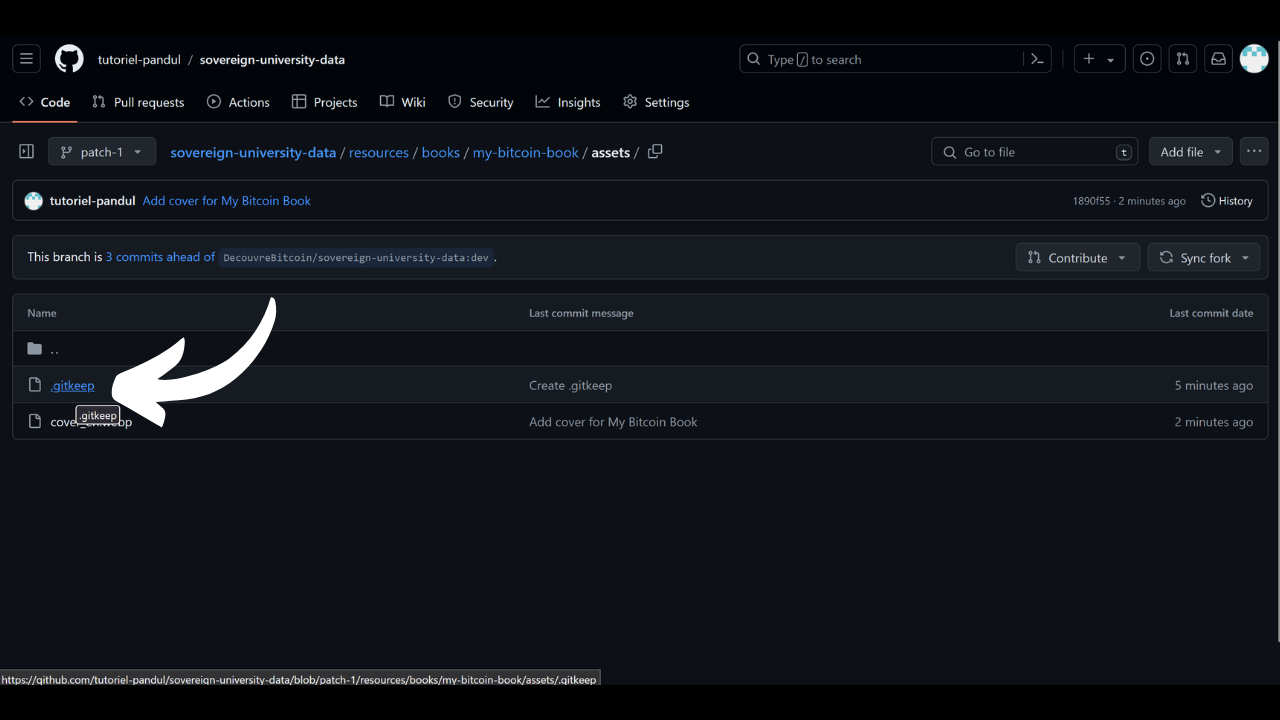 tutoriel-pandul / sovereign-university-data
Type / to search
Code Pull requests Actions Projects Wiki Security Insights Settings
patch-1 sovereign-university-data / resources / books / my-bitcoin-book / assets / Go to file t Add file
tutoriel-pandul Add cover for My Bitcoin Book 1890f55 · 2 minutes ago History
This branch is 3 commits ahead of DecouvreBitcoin/sovereign-university-data:dev . Contribute Sync fork
Name Last commit message Last commit date
..
.gitkeep Create .gitkeep 5 minutes ago
.gitkeep
Add cover for My Bitcoin Book 2 minutes ago
https://github.com/tutoriel-pandul/sovereign-university-data/blob/patch-1/resources/books/my-bitcoin-book/assets/.gitkeep